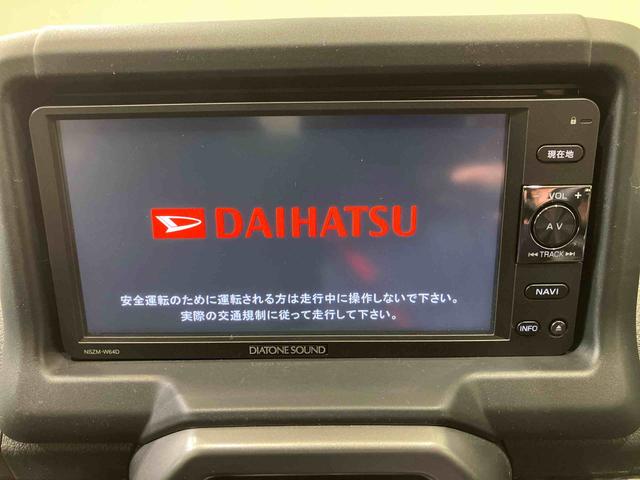 現在地
VOL +
AV
TRACK
NAVI
INFO
DAIHATSU
安全運転のために運転される方は走行中に操作しないで下さい。
実際の交通規制に従って走行して下さい。
NSZM-W64D
DIATONE SOUND